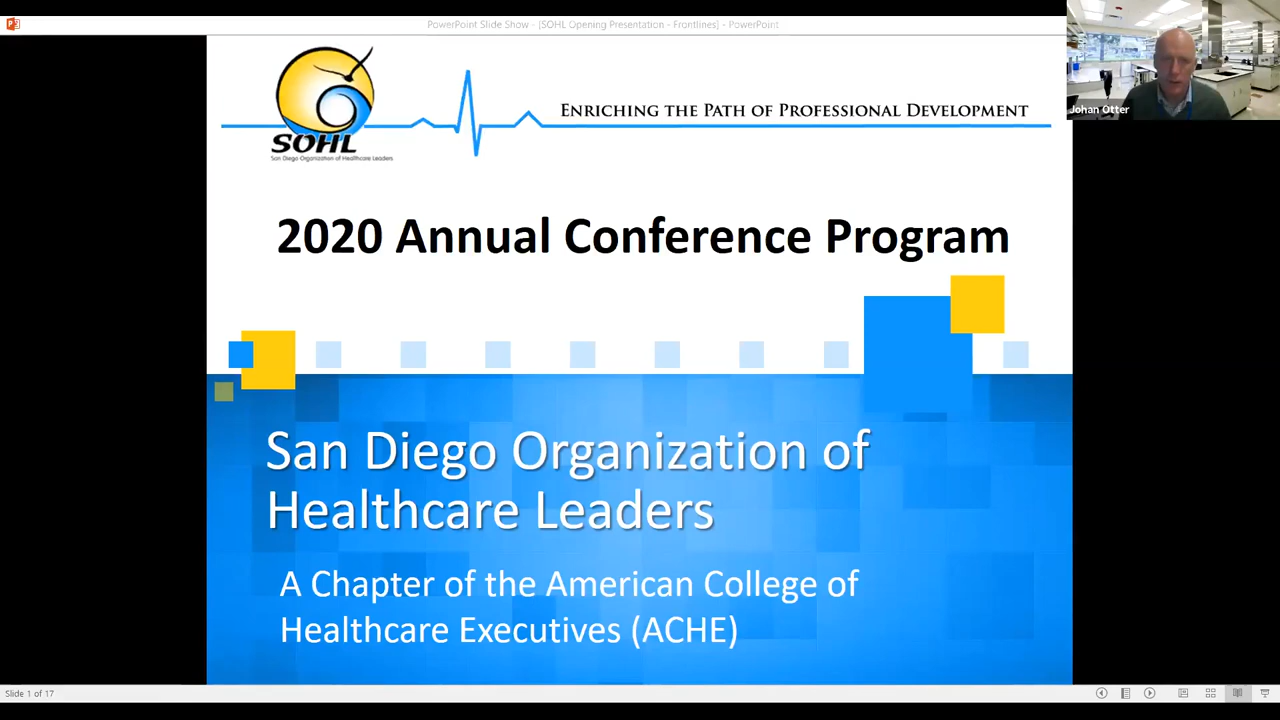 PowerPoint Slide Show - [SOHL Opening Presentation - Frontlines] - PowerPoint
Johan Otter
ENRICHING THE PATH OF PROFESSIONAL DEVELOPMENT
SOHL
San Diego Organization of Healthcare Leaders
2020 Annual Conference Program
San Diego Organization of
Healthcare Leaders
A Chapter of the American College of
Healthcare Executives (ACHE)
Slide 1 of 17